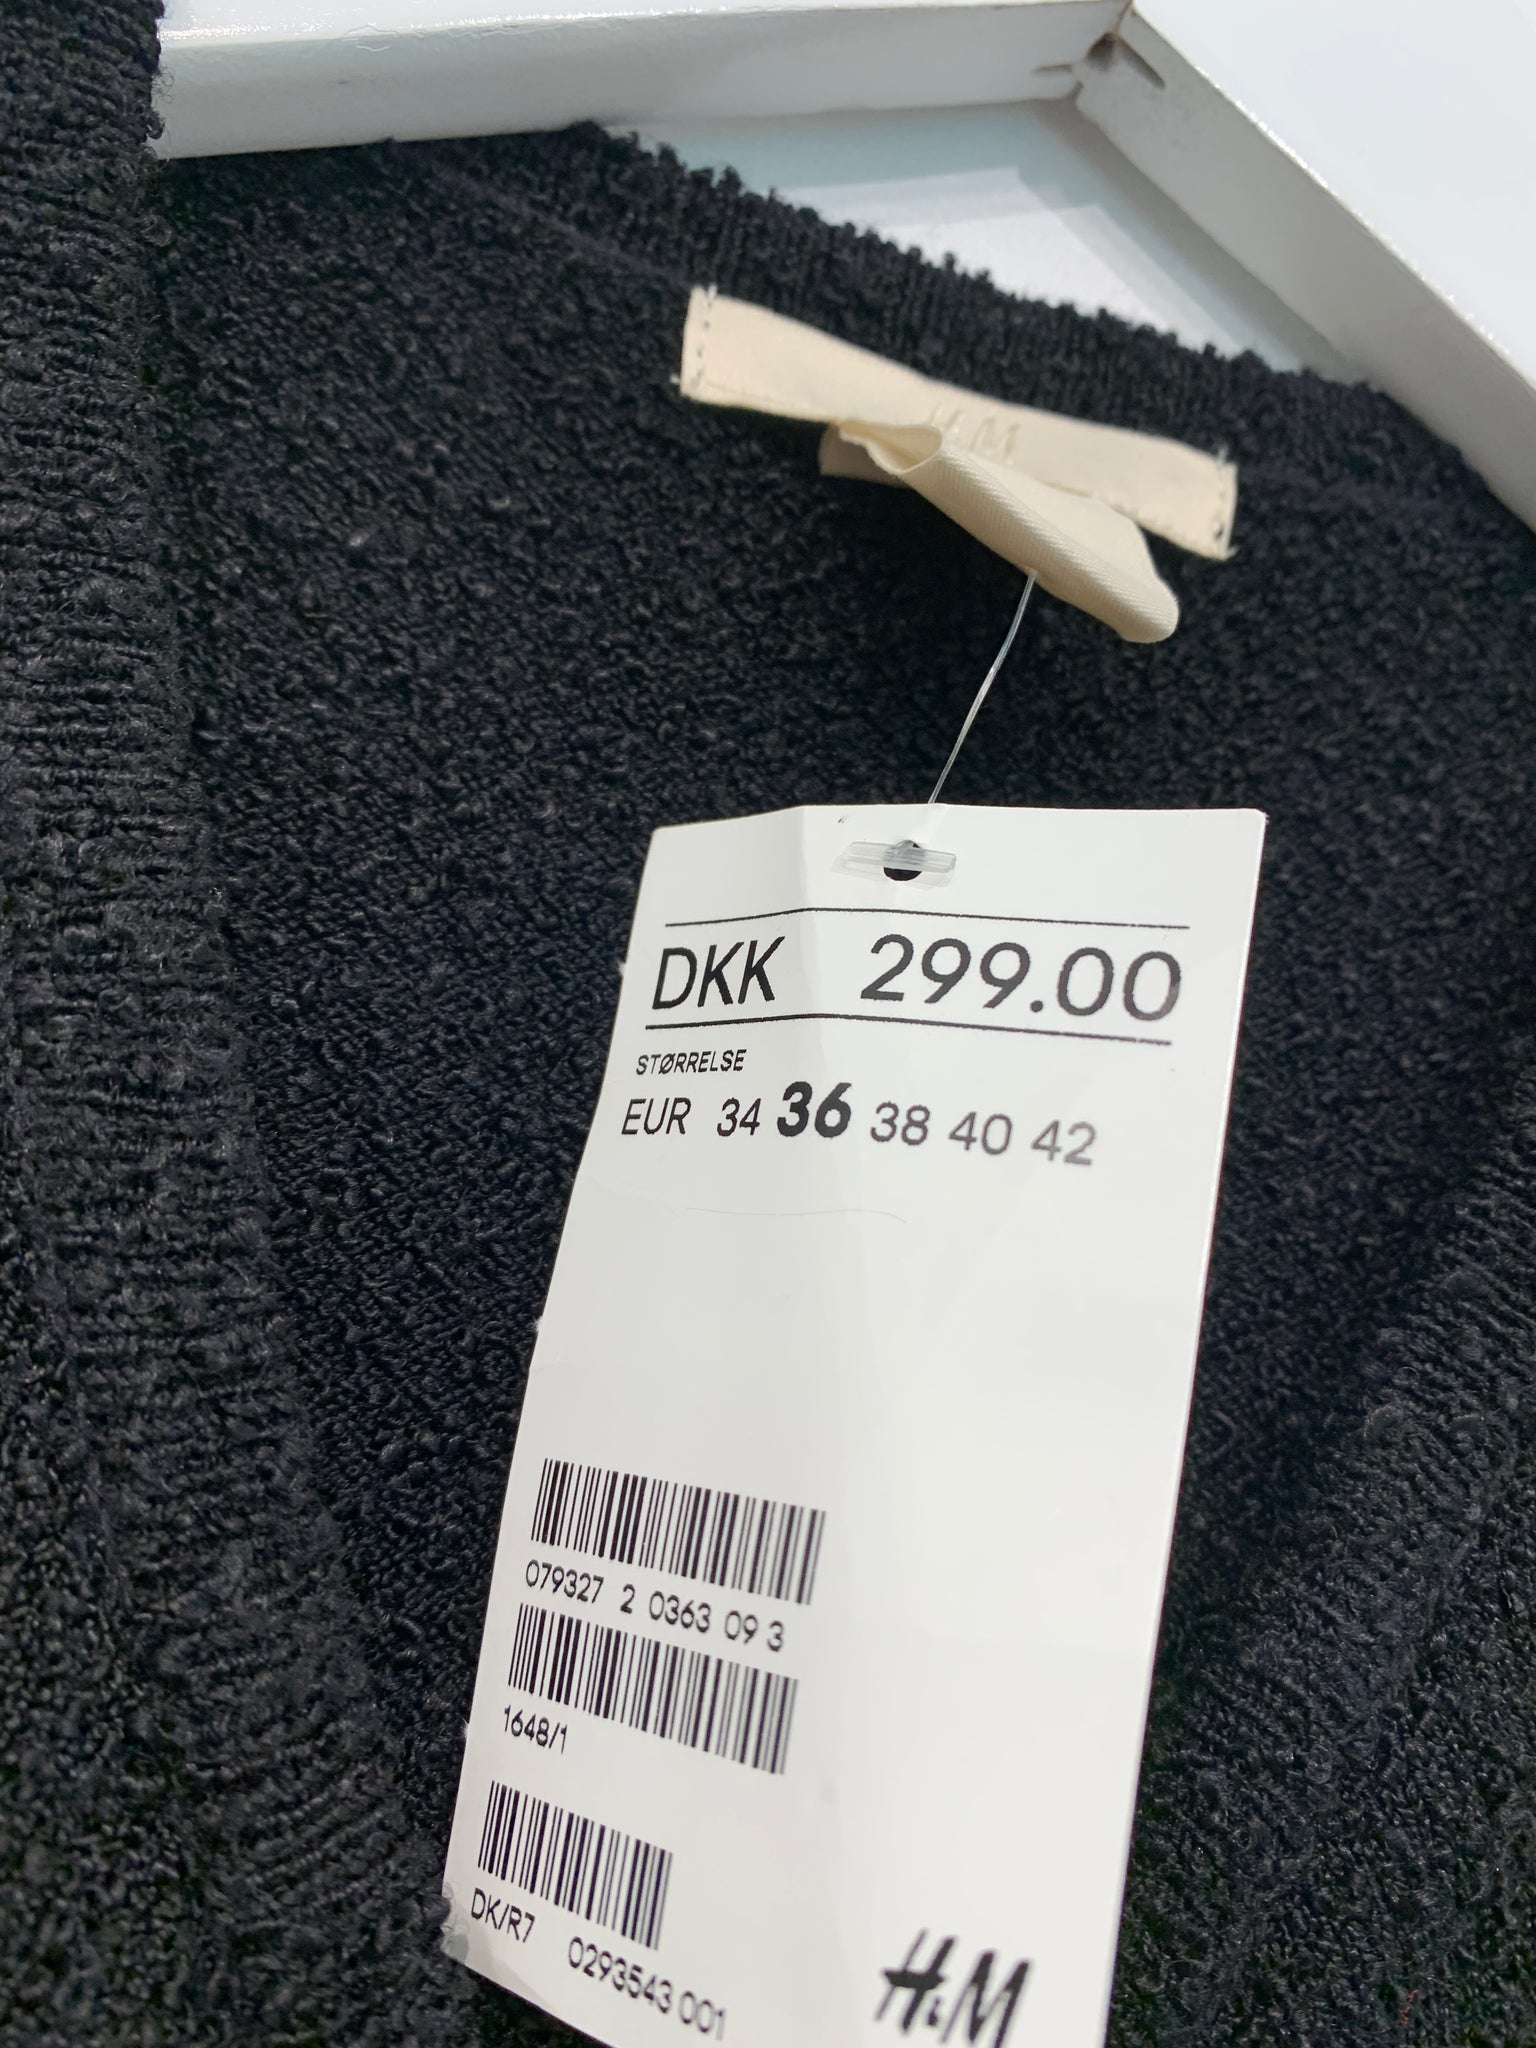 DKK 299.00
STØRRELSE
EUR 34 36 38 40 42
079327 2 0363 09 3
1648/1
DK/R7 0293543 001
H&M